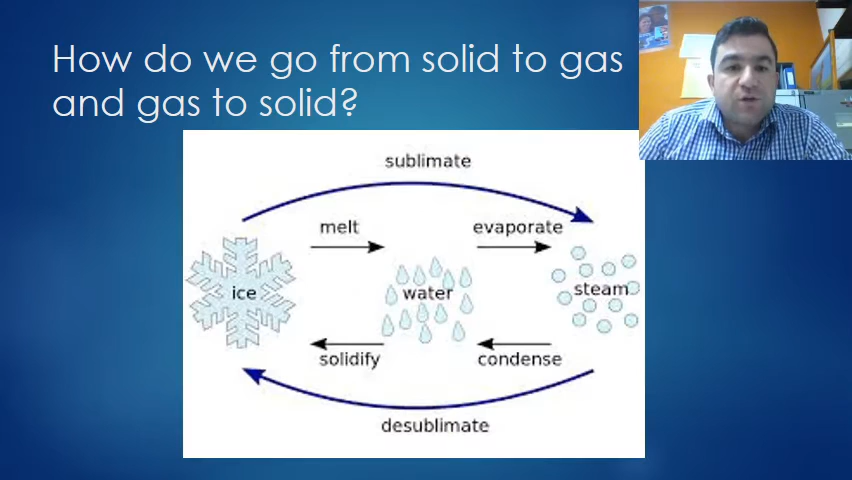 How do we go from solid to gas
and gas to solid?
sublimate
melt
evaporate
ice
water
steam
solidify
condense
desublimate